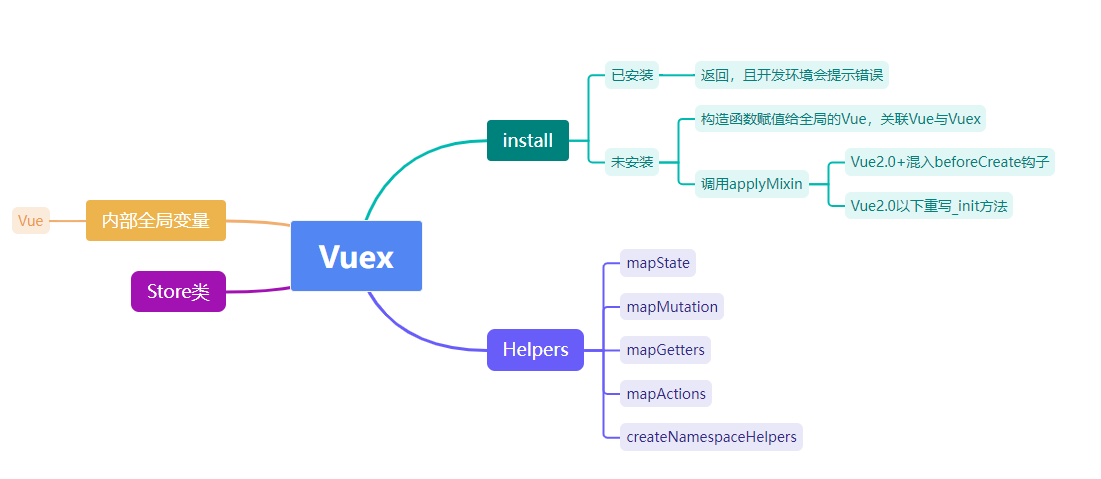 Vuex
install
已安装
返回，且开发环境会提示错误
未安装
构造函数赋值给全局的Vue，关联Vue与Vuex
调用applyMixin
Vue2.0+混入beforeCreate钩子
Vue2.0以下重写_init方法
Helpers
mapState
mapMutation
mapGetters
mapActions
createNamespaceHelpers
内部全局变量
Vue
Store类